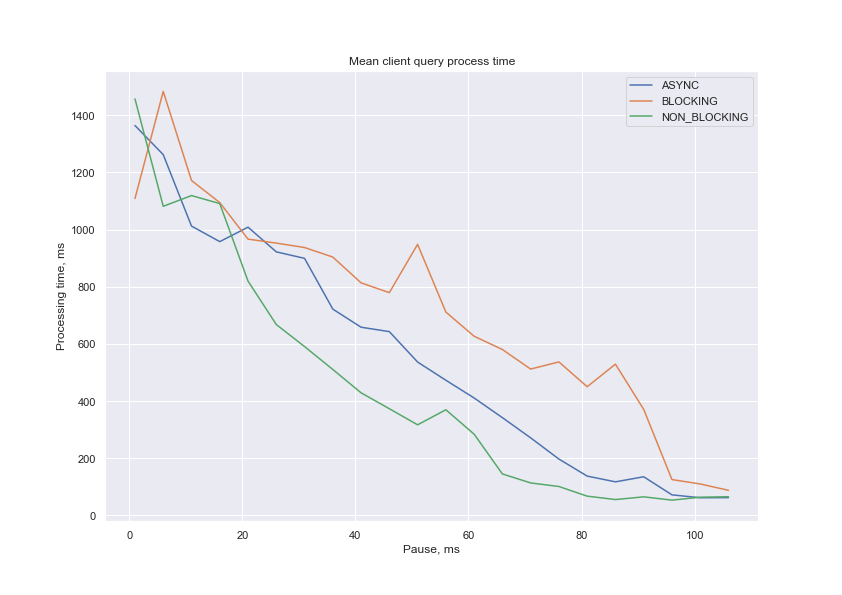 Mean client query process time
ASYNC
BLOCKING
NON_BLOCKING
Processing time, ms
1400
1200
1000
800
600
400
200
0
0 20 40 60 80 100
Pause, ms